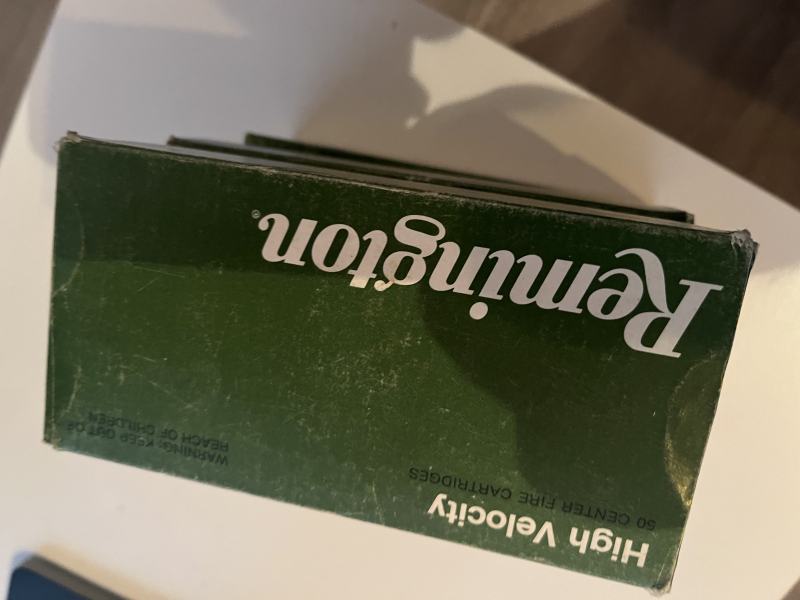 Remington®
High Velocity
50 CENTER FIRE CARTRIDGES
WARNING: KEEP OUT OF
REACH OF CHILDREN